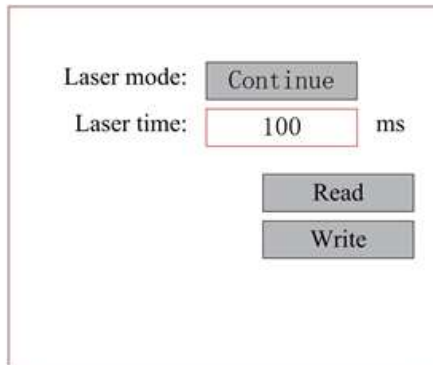 Laser mode: Continue
Laser time: 100 ms
Read
Write